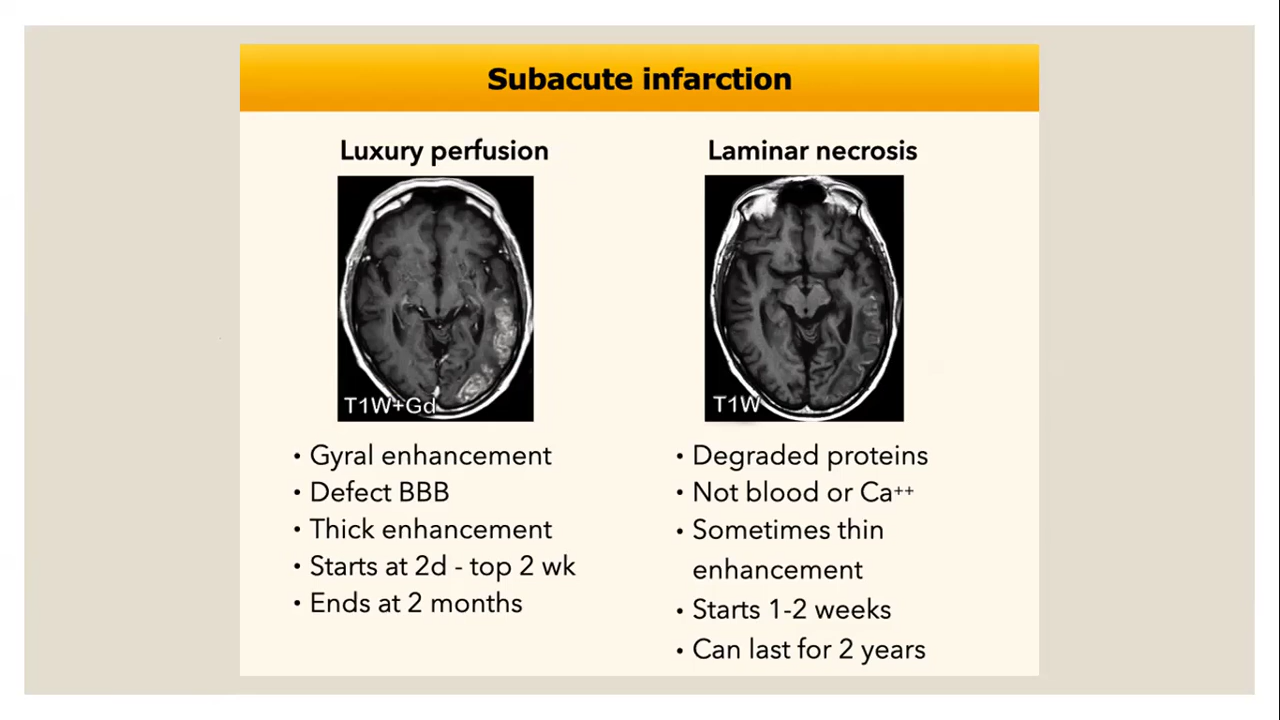 Subacute infarction
Luxury perfusion
T1W+Gd
• Gyral enhancement
• Defect BBB
• Thick enhancement
• Starts at 2d - top 2 wk
• Ends at 2 months
Laminar necrosis
T1W
• Degraded proteins
• Not blood or Ca⁺⁺
• Sometimes thin
enhancement
• Starts 1-2 weeks
• Can last for 2 years